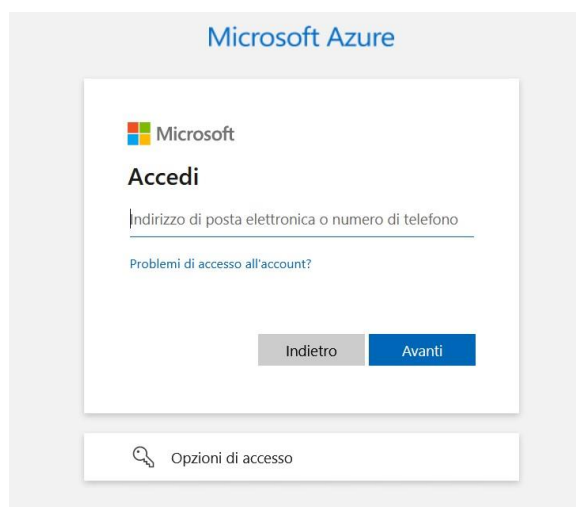 Microsoft Azure
Microsoft
Accedi
Indirizzo di posta elettronica o numero di telefono
Problemi di accesso all'account?
Indietro Avanti
Opzioni di accesso